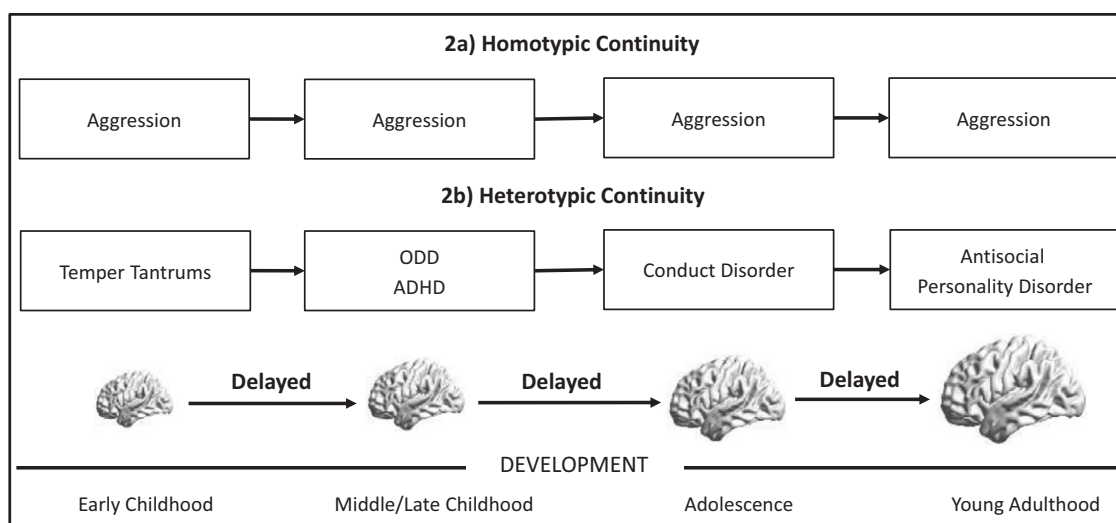 2a) Homotypic Continuity
Aggression
Aggression
Aggression
Aggression
2b) Heterotypic Continuity
Temper Tantrums
ODD
ADHD
Conduct Disorder
Antisocial
Personality Disorder
Delayed
Delayed
Delayed
DEVELOPMENT
Early Childhood
Middle/Late Childhood
Adolescence
Young Adulthood